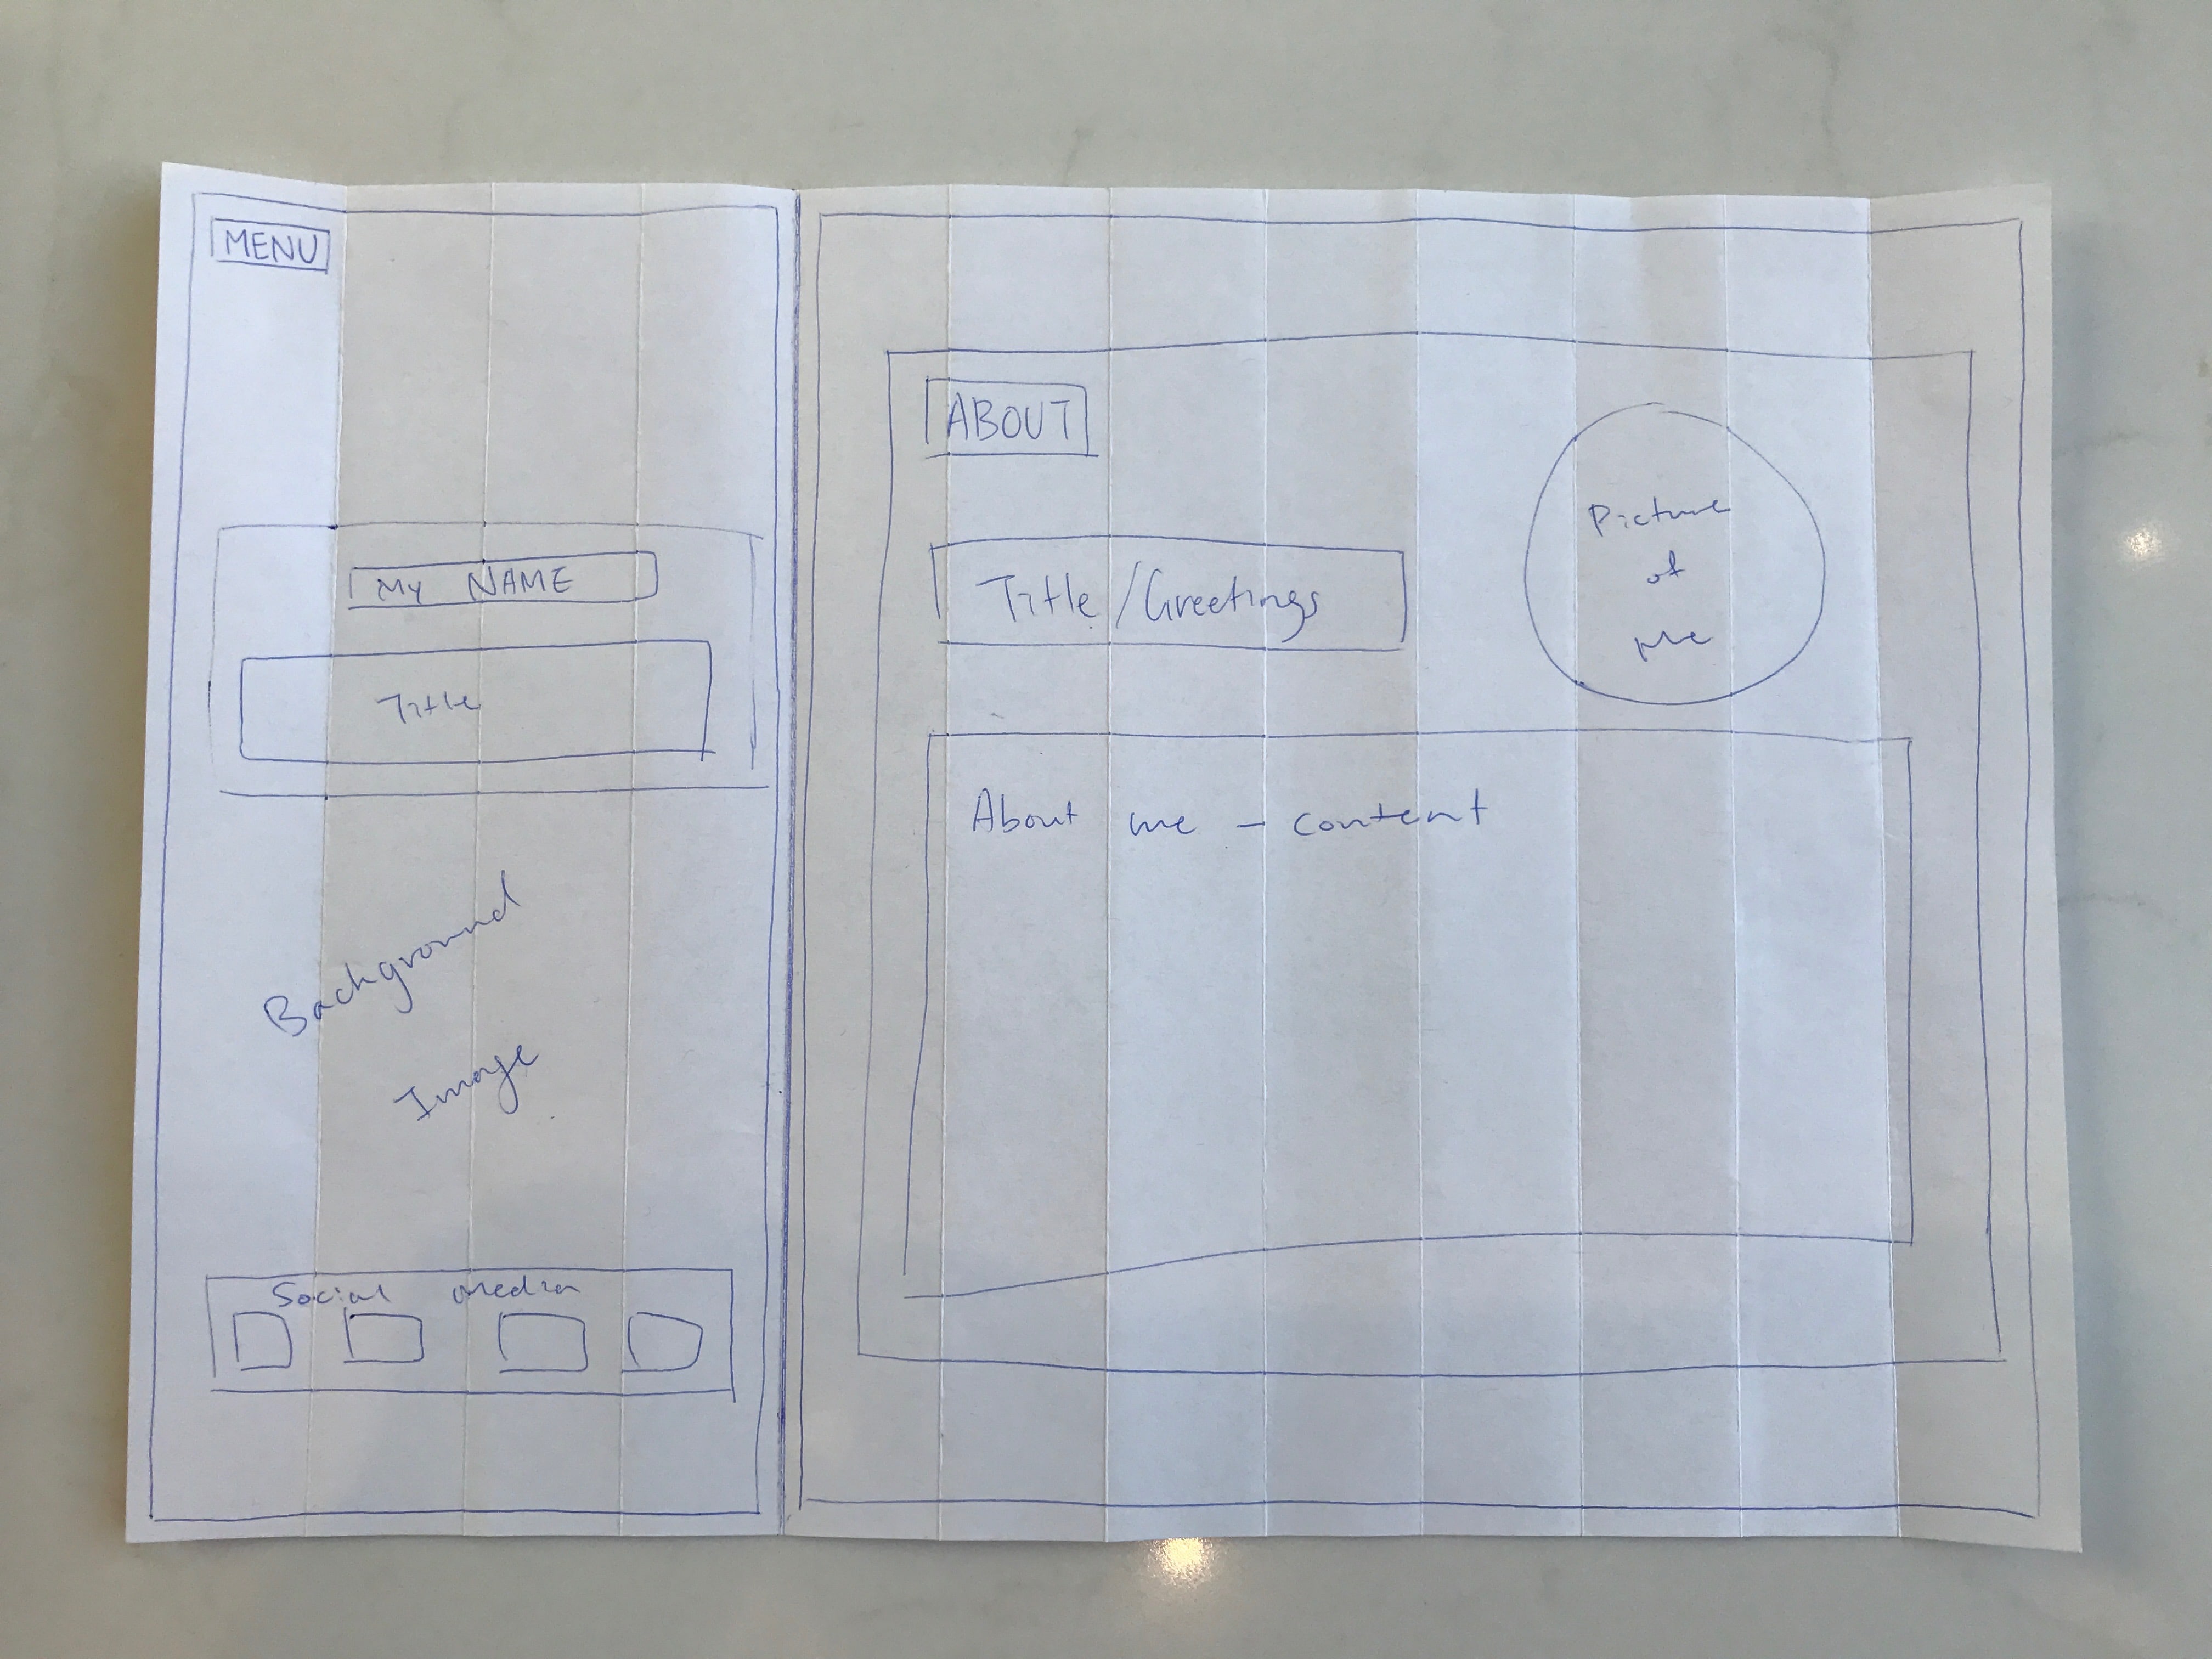 MENU
MY NAME
Title
Background
Image
Social Media
ABOUT
Title/Greetings
Picture
of
me
About me - content